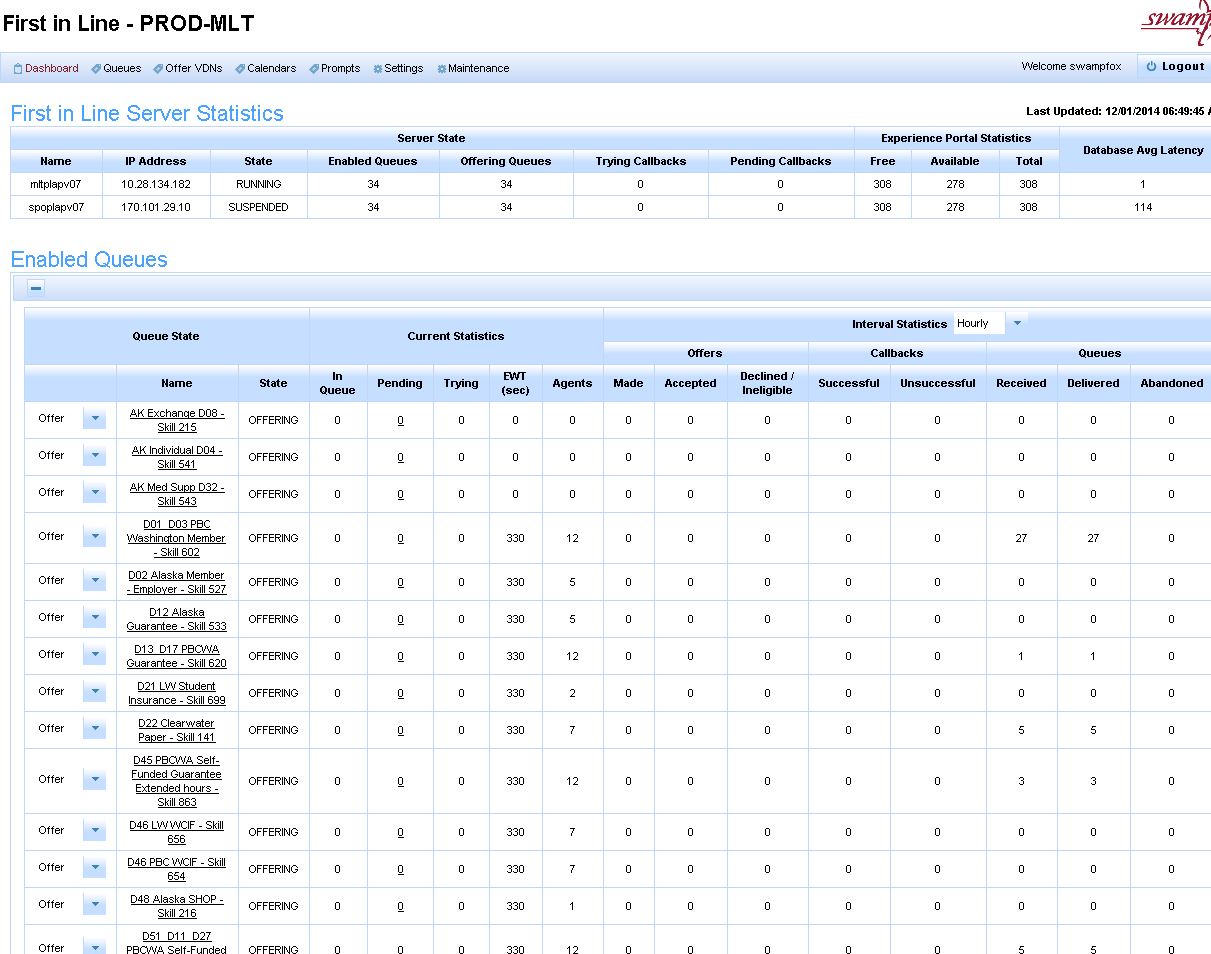 First in Line - PROD-MLT
swampf
Dashboard Queues Offer VDNs Calendars Prompts Settings Maintenance Welcome swampfox Logout
First in Line Server Statistics
Last Updated: 12/01/2014 06:49:45 A
Server State Experience Portal Statistics Database Avg Latency
Name IP Address State Enabled Queues Offering Queues Trying Callbacks Pending Callbacks Free Available Total
mltplapv07 10.28.134.182 RUNNING 34 34 0 0 308 278 308 1
spoplapv07 170.101.29.10 SUSPENDED 34 34 0 0 308 278 308 114
Enabled Queues
Queue State Current Statistics Interval Statistics Hourly
Offers Callbacks Queues
Name State In Queue Pending Trying EWT (sec) Agents Made Accepted Declined / Ineligible Successful Unsuccessful Received Delivered Abandoned
Offer AK Exchange D08 - Skill 215 OFFERING 0 0 0 0 0 0 0 0 0 0 0 0 0
Offer AK Individual D04 - Skill 541 OFFERING 0 0 0 0 0 0 0 0 0 0 0 0 0
Offer AK Med Supp D32 - Skill 543 OFFERING 0 0 0 0 0 0 0 0 0 0 0 0 0
Offer D01_D03 PBC Washington Member - Skill 602 OFFERING 0 0 0 330 12 0 0 0 0 0 27 27 0
Offer D02 Alaska Member - Employer - Skill 527 OFFERING 0 0 0 330 5 0 0 0 0 0 0 0 0
Offer D12 Alaska Guarantee - Skill 533 OFFERING 0 0 0 330 5 0 0 0 0 0 0 0 0
Offer D13_D17 PBCWA Guarantee - Skill 620 OFFERING 0 0 0 330 12 0 0 0 0 0 1 1 0
Offer D21 LW Student Insurance - Skill 699 OFFERING 0 0 0 330 2 0 0 0 0 0 0 0 0
Offer D22 Clearwater Paper - Skill 141 OFFERING 0 0 0 330 7 0 0 0 0 0 5 5 0
Offer D45 PBCWA Self-Funded Guarantee Extended hours - Skill 863 OFFERING 0 0 0 330 12 0 0 0 0 0 3 3 0
Offer D46 LW WCIF - Skill 656 OFFERING 0 0 0 330 7 0 0 0 0 0 0 0 0
Offer D46 PBC WCIF - Skill 654 OFFERING 0 0 0 330 7 0 0 0 0 0 0 0 0
Offer D48 Alaska SHOP - Skill 216 OFFERING 0 0 0 330 1 0 0 0 0 0 0 0 0
Offer D51_D11_D27 PBCWA Self-Funded OFFERING 0 0 0 330 12 0 0 0 0 0 5 5 0